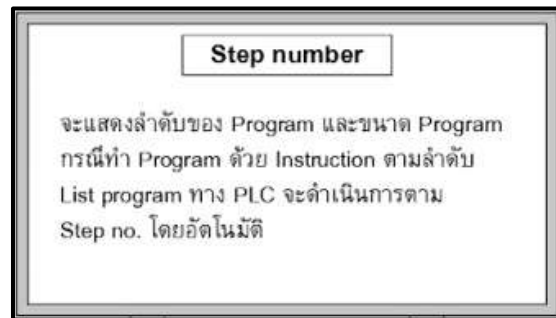 Step number
จะแสดงลำดับของ Program และขนาด Program
กรณีทำ Program ด้วย Instruction ตามลำดับ
List program ทาง PLC จะดำเนินการตาม
Step no. โดยอัตโนมัติ